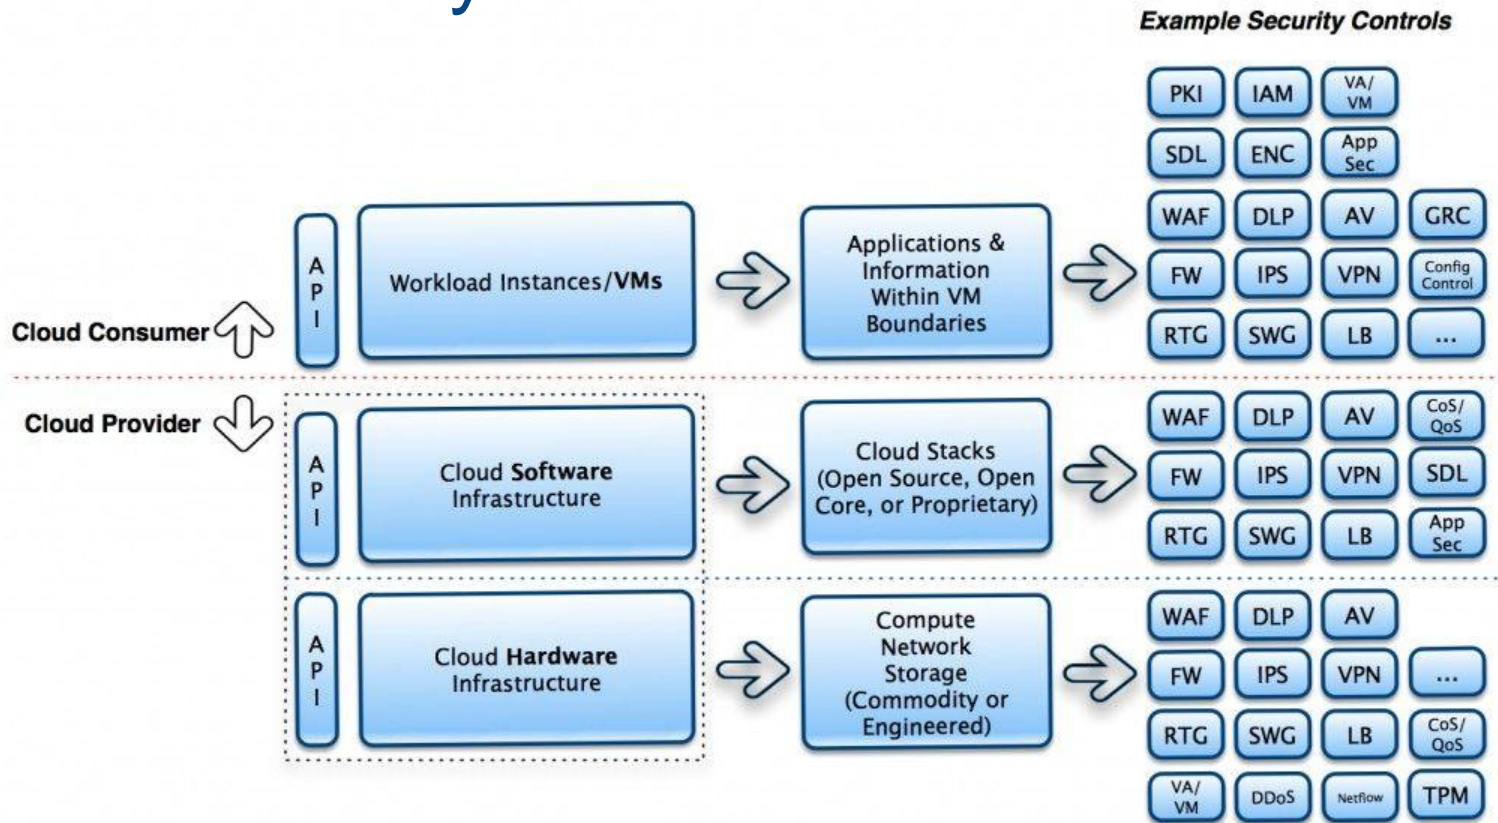 Example Security Controls
PKI IAM VA/
VM
SDL ENC App
Sec
WAF DLP AV GRC
FW IPS VPN Config
Control
RTG SWG LB ...
A
P
I
Workload Instances/VMs
Applications &
Information
Within VM
Boundaries
Cloud Consumer
Cloud Provider
A
P
I
Cloud Software
Infrastructure
Cloud Stacks
(Open Source, Open
Core, or Proprietary)
WAF DLP AV CoS/
QoS
FW IPS VPN SDL
RTG SWG LB App
Sec
A
P
I
Cloud Hardware
Infrastructure
Compute
Network
Storage
(Commodity or
Engineered)
WAF DLP AV
FW IPS VPN ...
RTG SWG LB CoS/
QoS
VA/
VM
DDoS Netflow TPM